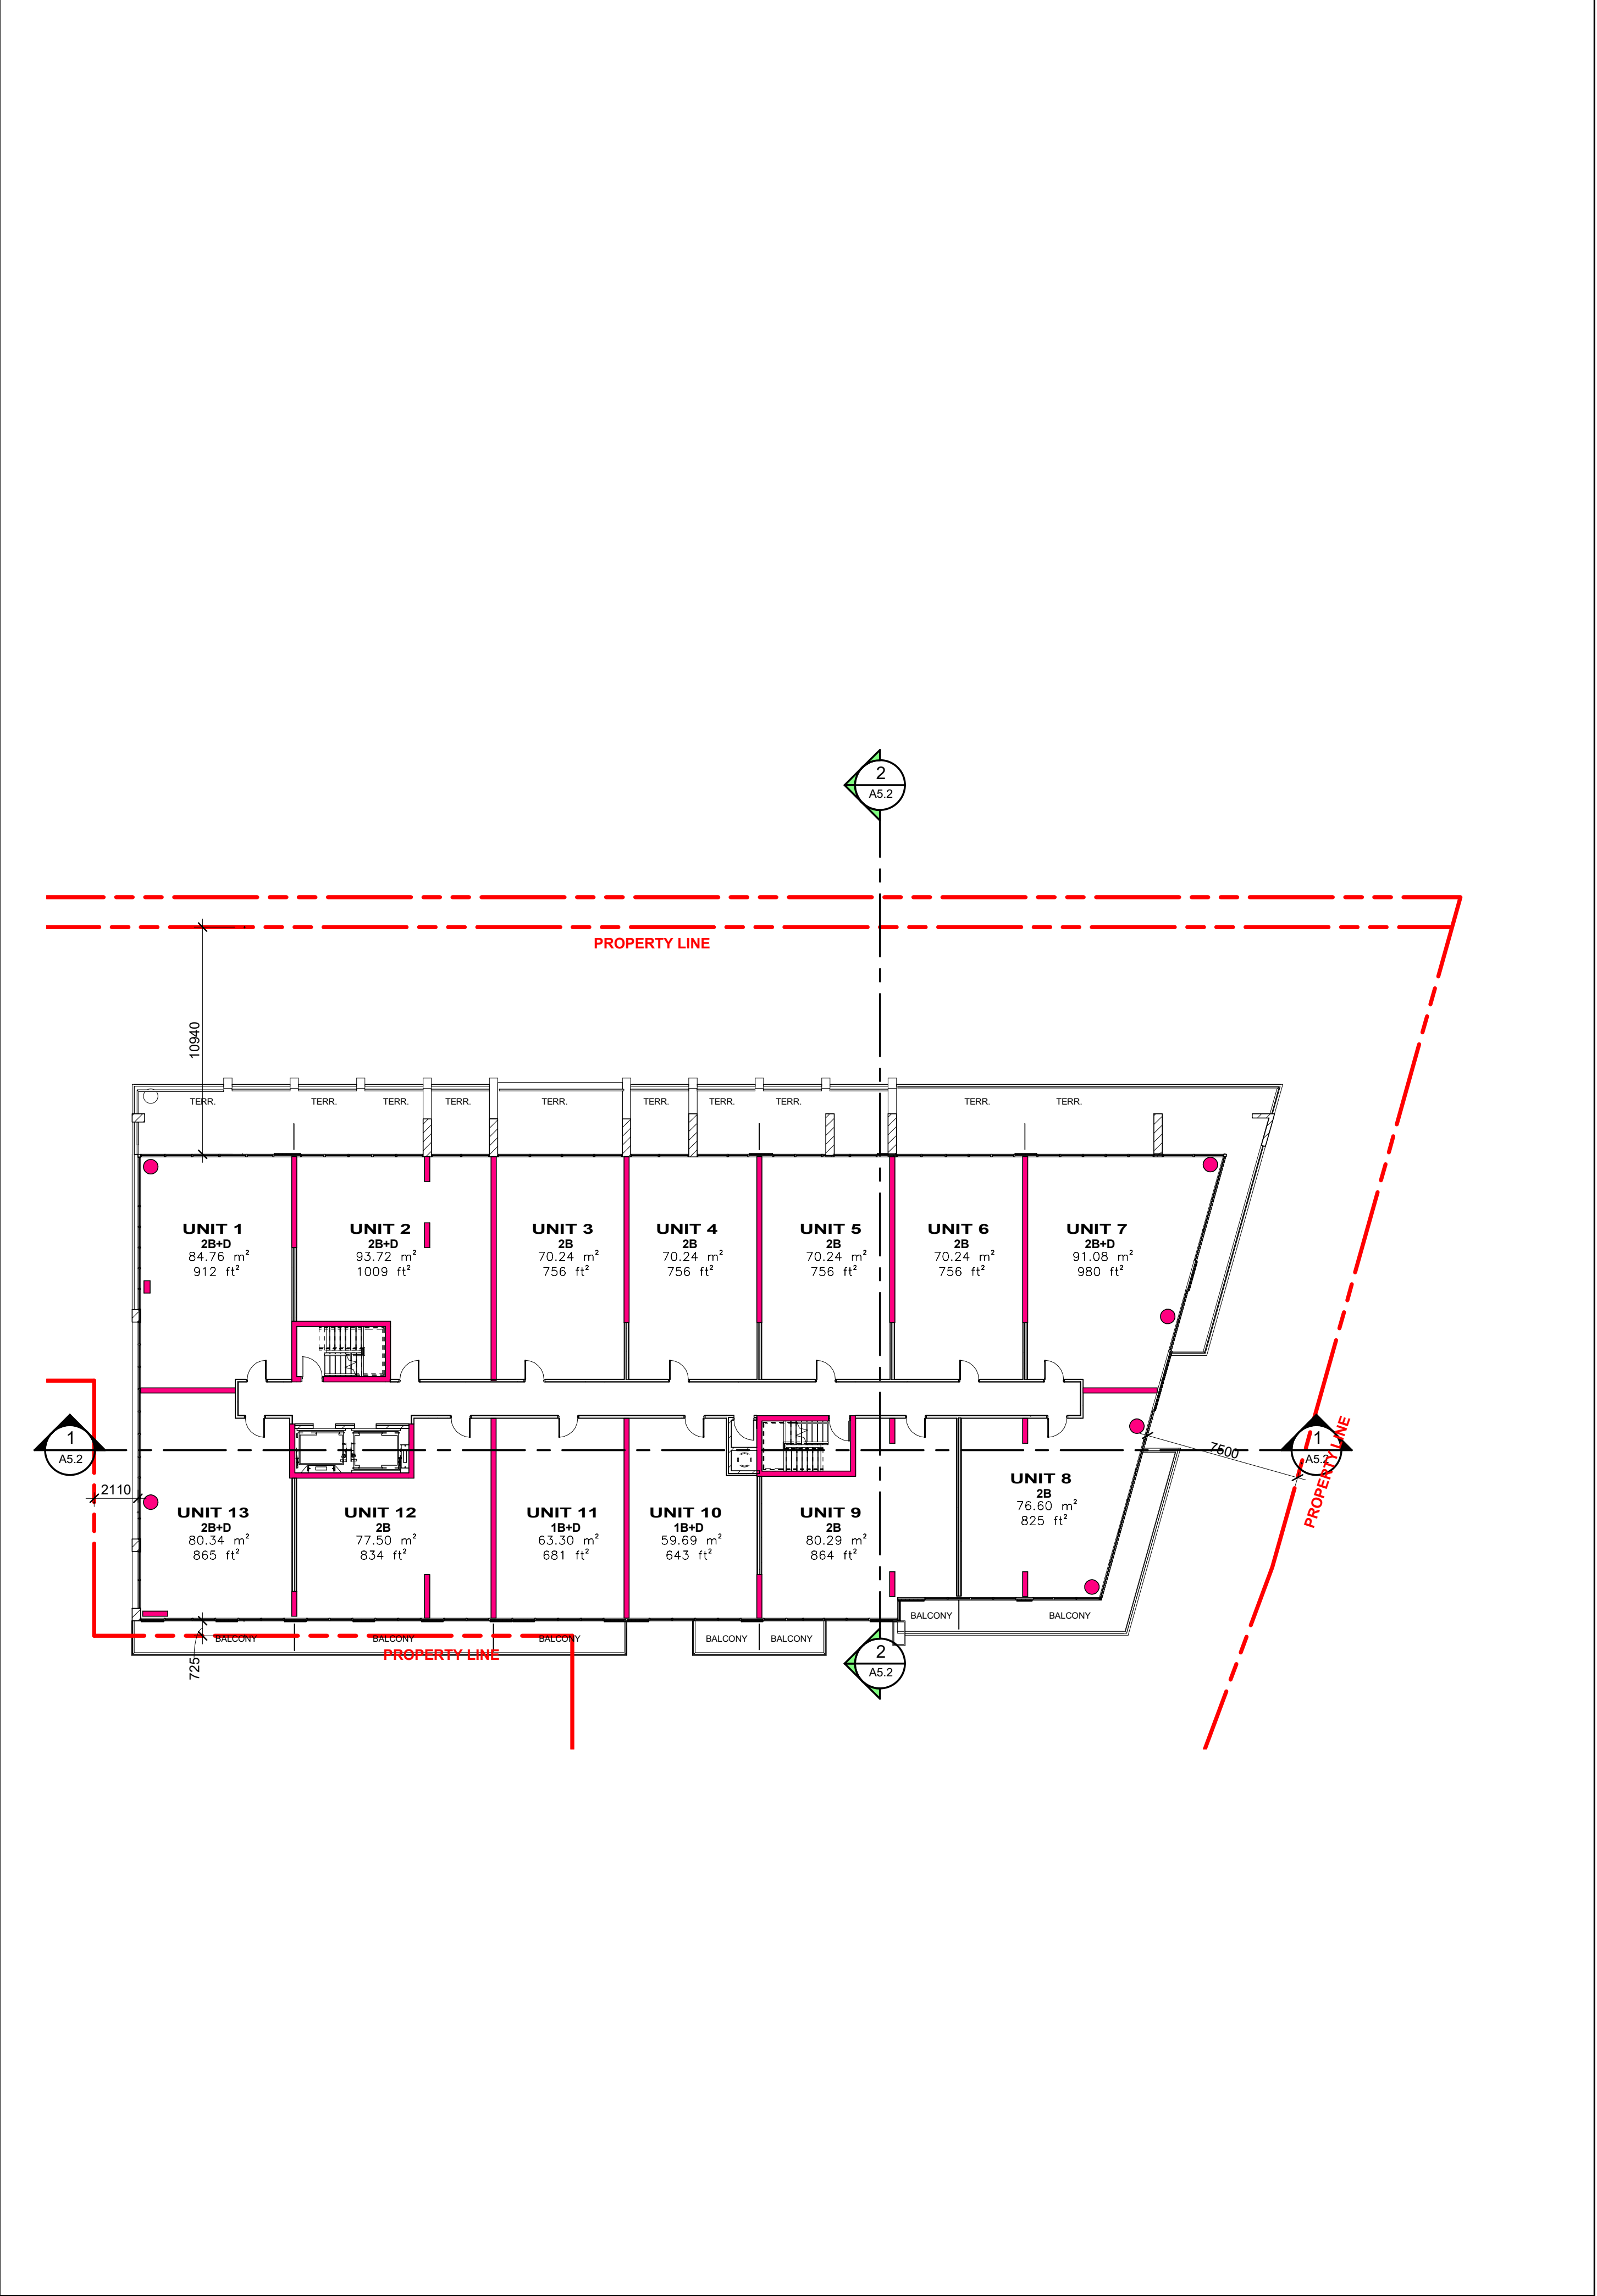 2
A5.2
PROPERTY LINE
10940
TERR.
TERR.
TERR.
TERR.
TERR.
TERR.
TERR.
TERR.
TERR.
TERR.
UNIT 1
2B+D
84.76 m²
912 ft²
UNIT 2
2B+D
93.72 m²
1009 ft²
UNIT 3
2B
70.24 m²
756 ft²
UNIT 4
2B
70.24 m²
756 ft²
UNIT 5
2B
70.24 m²
756 ft²
UNIT 6
2B
70.24 m²
756 ft²
UNIT 7
2B+D
91.08 m²
980 ft²
1
A5.2
2110
7500
1
A5.2
PROPERTY LINE
UNIT 13
2B+D
80.34 m²
865 ft²
UNIT 12
2B
77.50 m²
834 ft²
UNIT 11
1B+D
63.30 m²
681 ft²
UNIT 10
1B+D
59.69 m²
643 ft²
UNIT 9
2B
80.29 m²
864 ft²
UNIT 8
2B
76.60 m²
825 ft²
BALCONY
BALCONY
BALCONY
BALCONY
BALCONY
BALCONY
BALCONY
725
PROPERTY LINE
2
A5.2